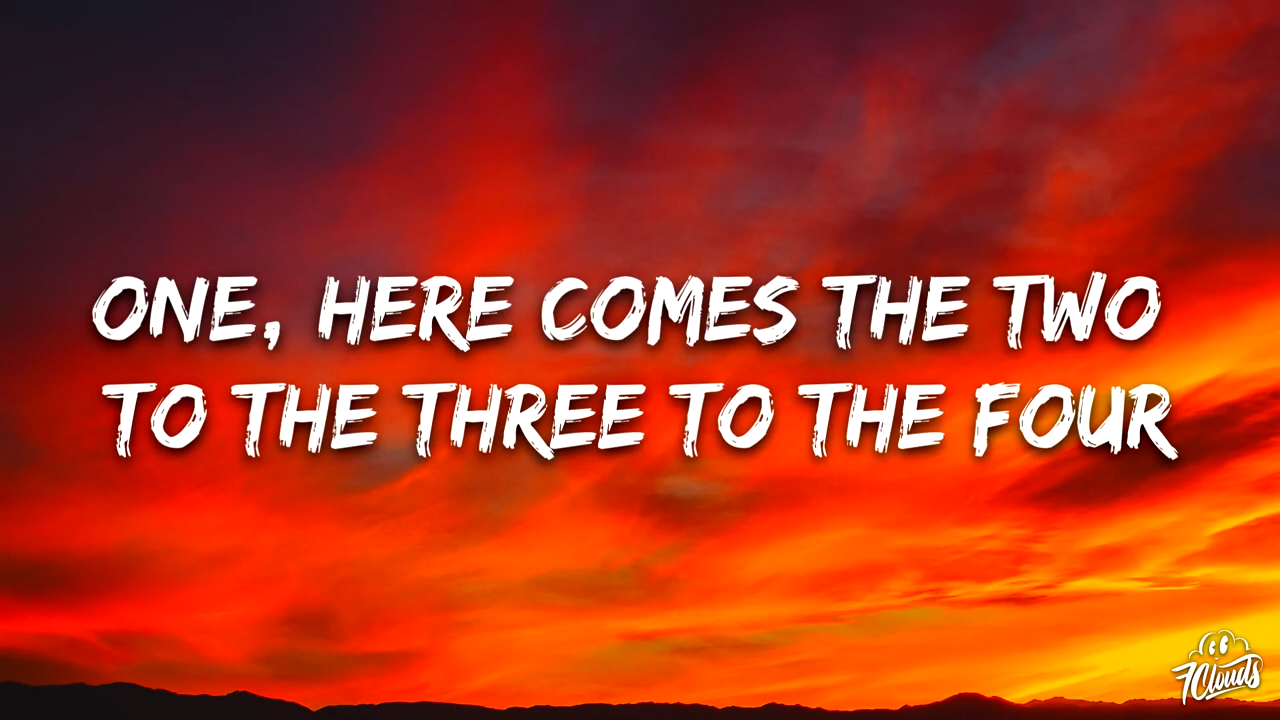 ONE, HERE COMES THE TWO
TO THE THREE TO THE FOUR
7Clouds